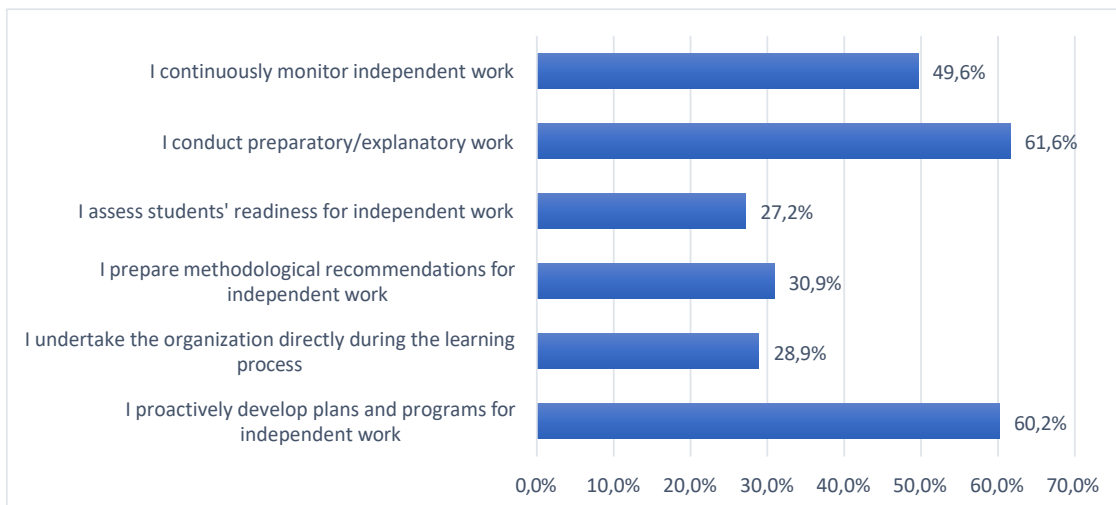 I continuously monitor independent work
49,6%
I conduct preparatory/explanatory work
61,6%
I assess students' readiness for independent work
27,2%
I prepare methodological recommendations for
independent work
30,9%
I undertake the organization directly during the learning
process
28,9%
I proactively develop plans and programs for
independent work
60,2%
0,0% 10,0% 20,0% 30,0% 40,0% 50,0% 60,0% 70,0%